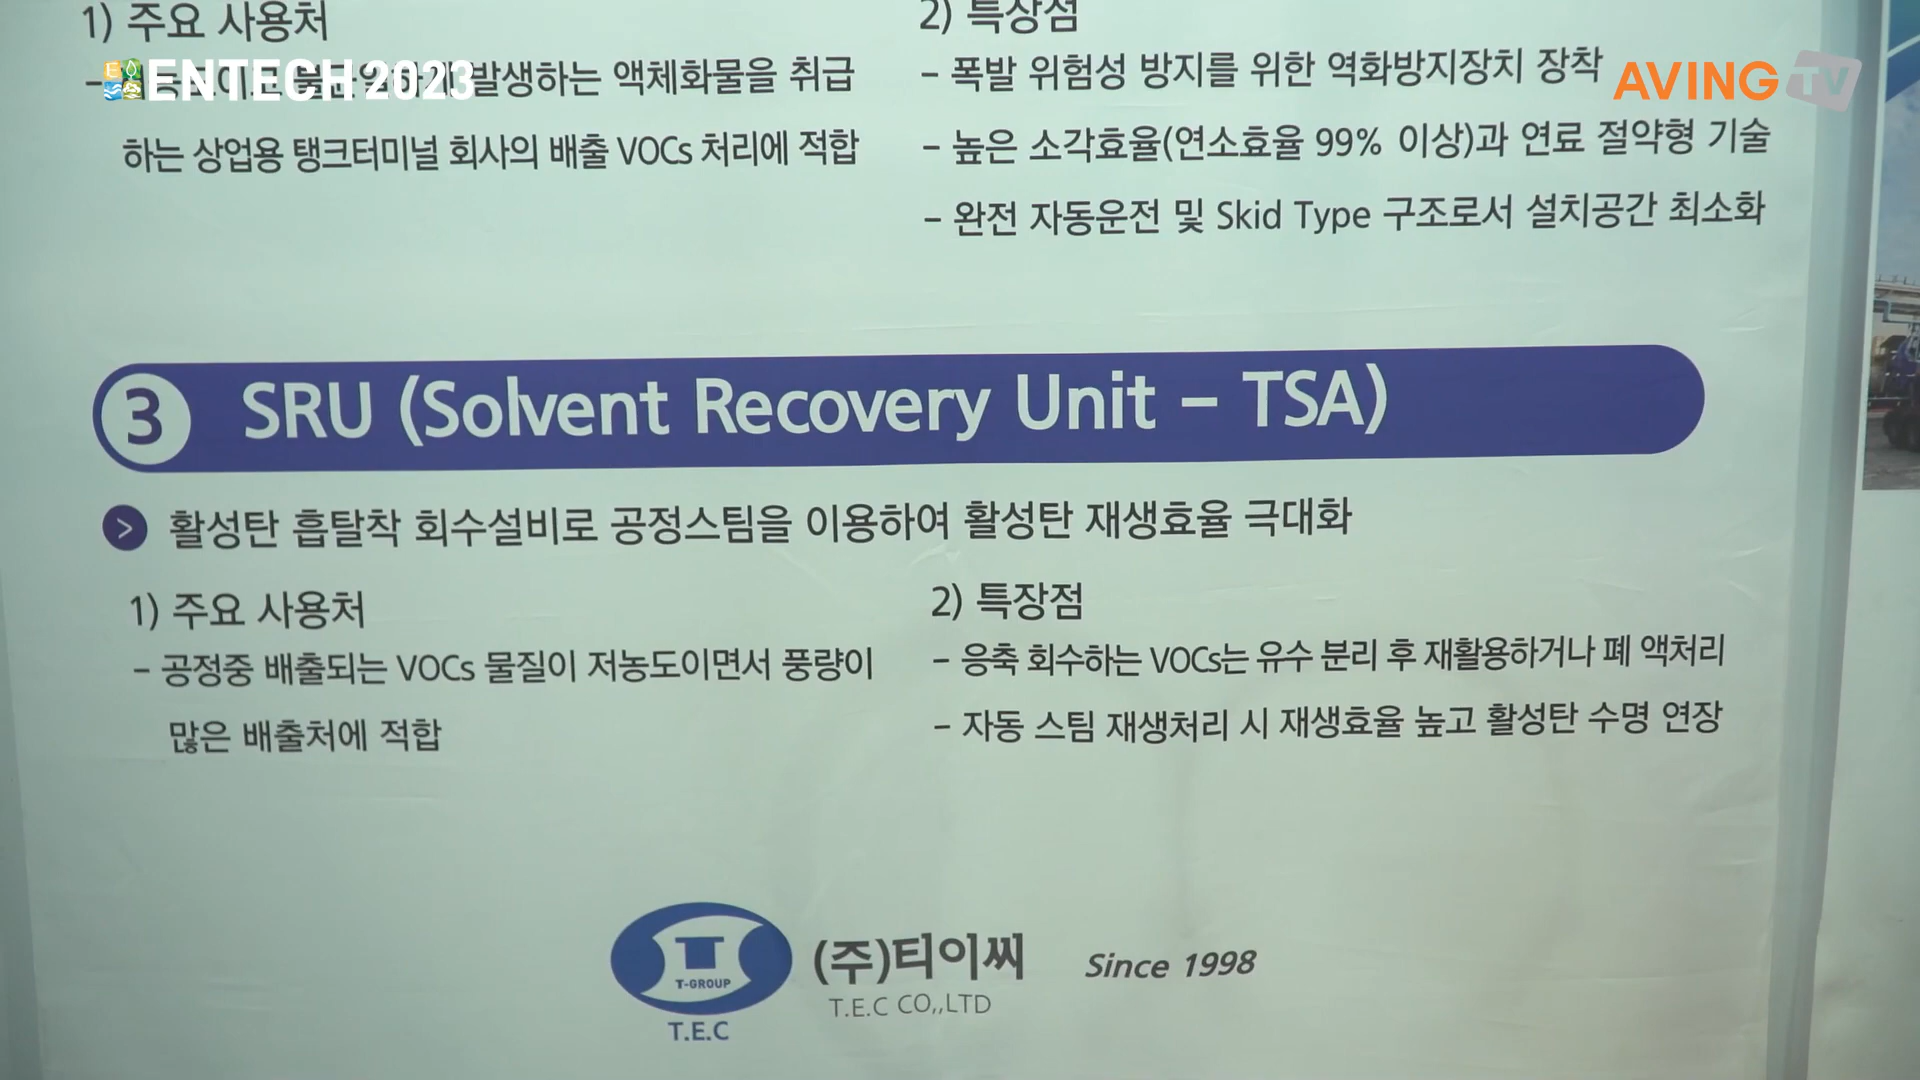 1) 주요 사용처
ENTECH 2023
발생하는 액체화물을 취급
하는 상업용 탱크터미널 회사의 배출 VOCs 처리에 적합
2) 특장점
- 폭발 위험성 방지를 위한 역화방지장치 장착
- 높은 소각효율(연소효율 99% 이상)과 연료 절약형 기술
- 완전 자동운전 및 Skid Type 구조로서 설치공간 최소화
AVING TV
3 SRU (Solvent Recovery Unit - TSA)
> 활성탄 흡탈착 회수설비로 공정스팀을 이용하여 활성탄 재생효율 극대화
1) 주요 사용처
- 공정중 배출되는 VOCs 물질이 저농도이면서 풍량이
많은 배출처에 적합
2) 특장점
- 응축 회수하는 VOCs는 유수 분리 후 재활용하거나 폐 액처리
- 자동 스팀 재생처리 시 재생효율 높고 활성탄 수명 연장
T
T-GROUP
T.E.C
(주)티이씨
T.E.C CO,,LTD
Since 1998